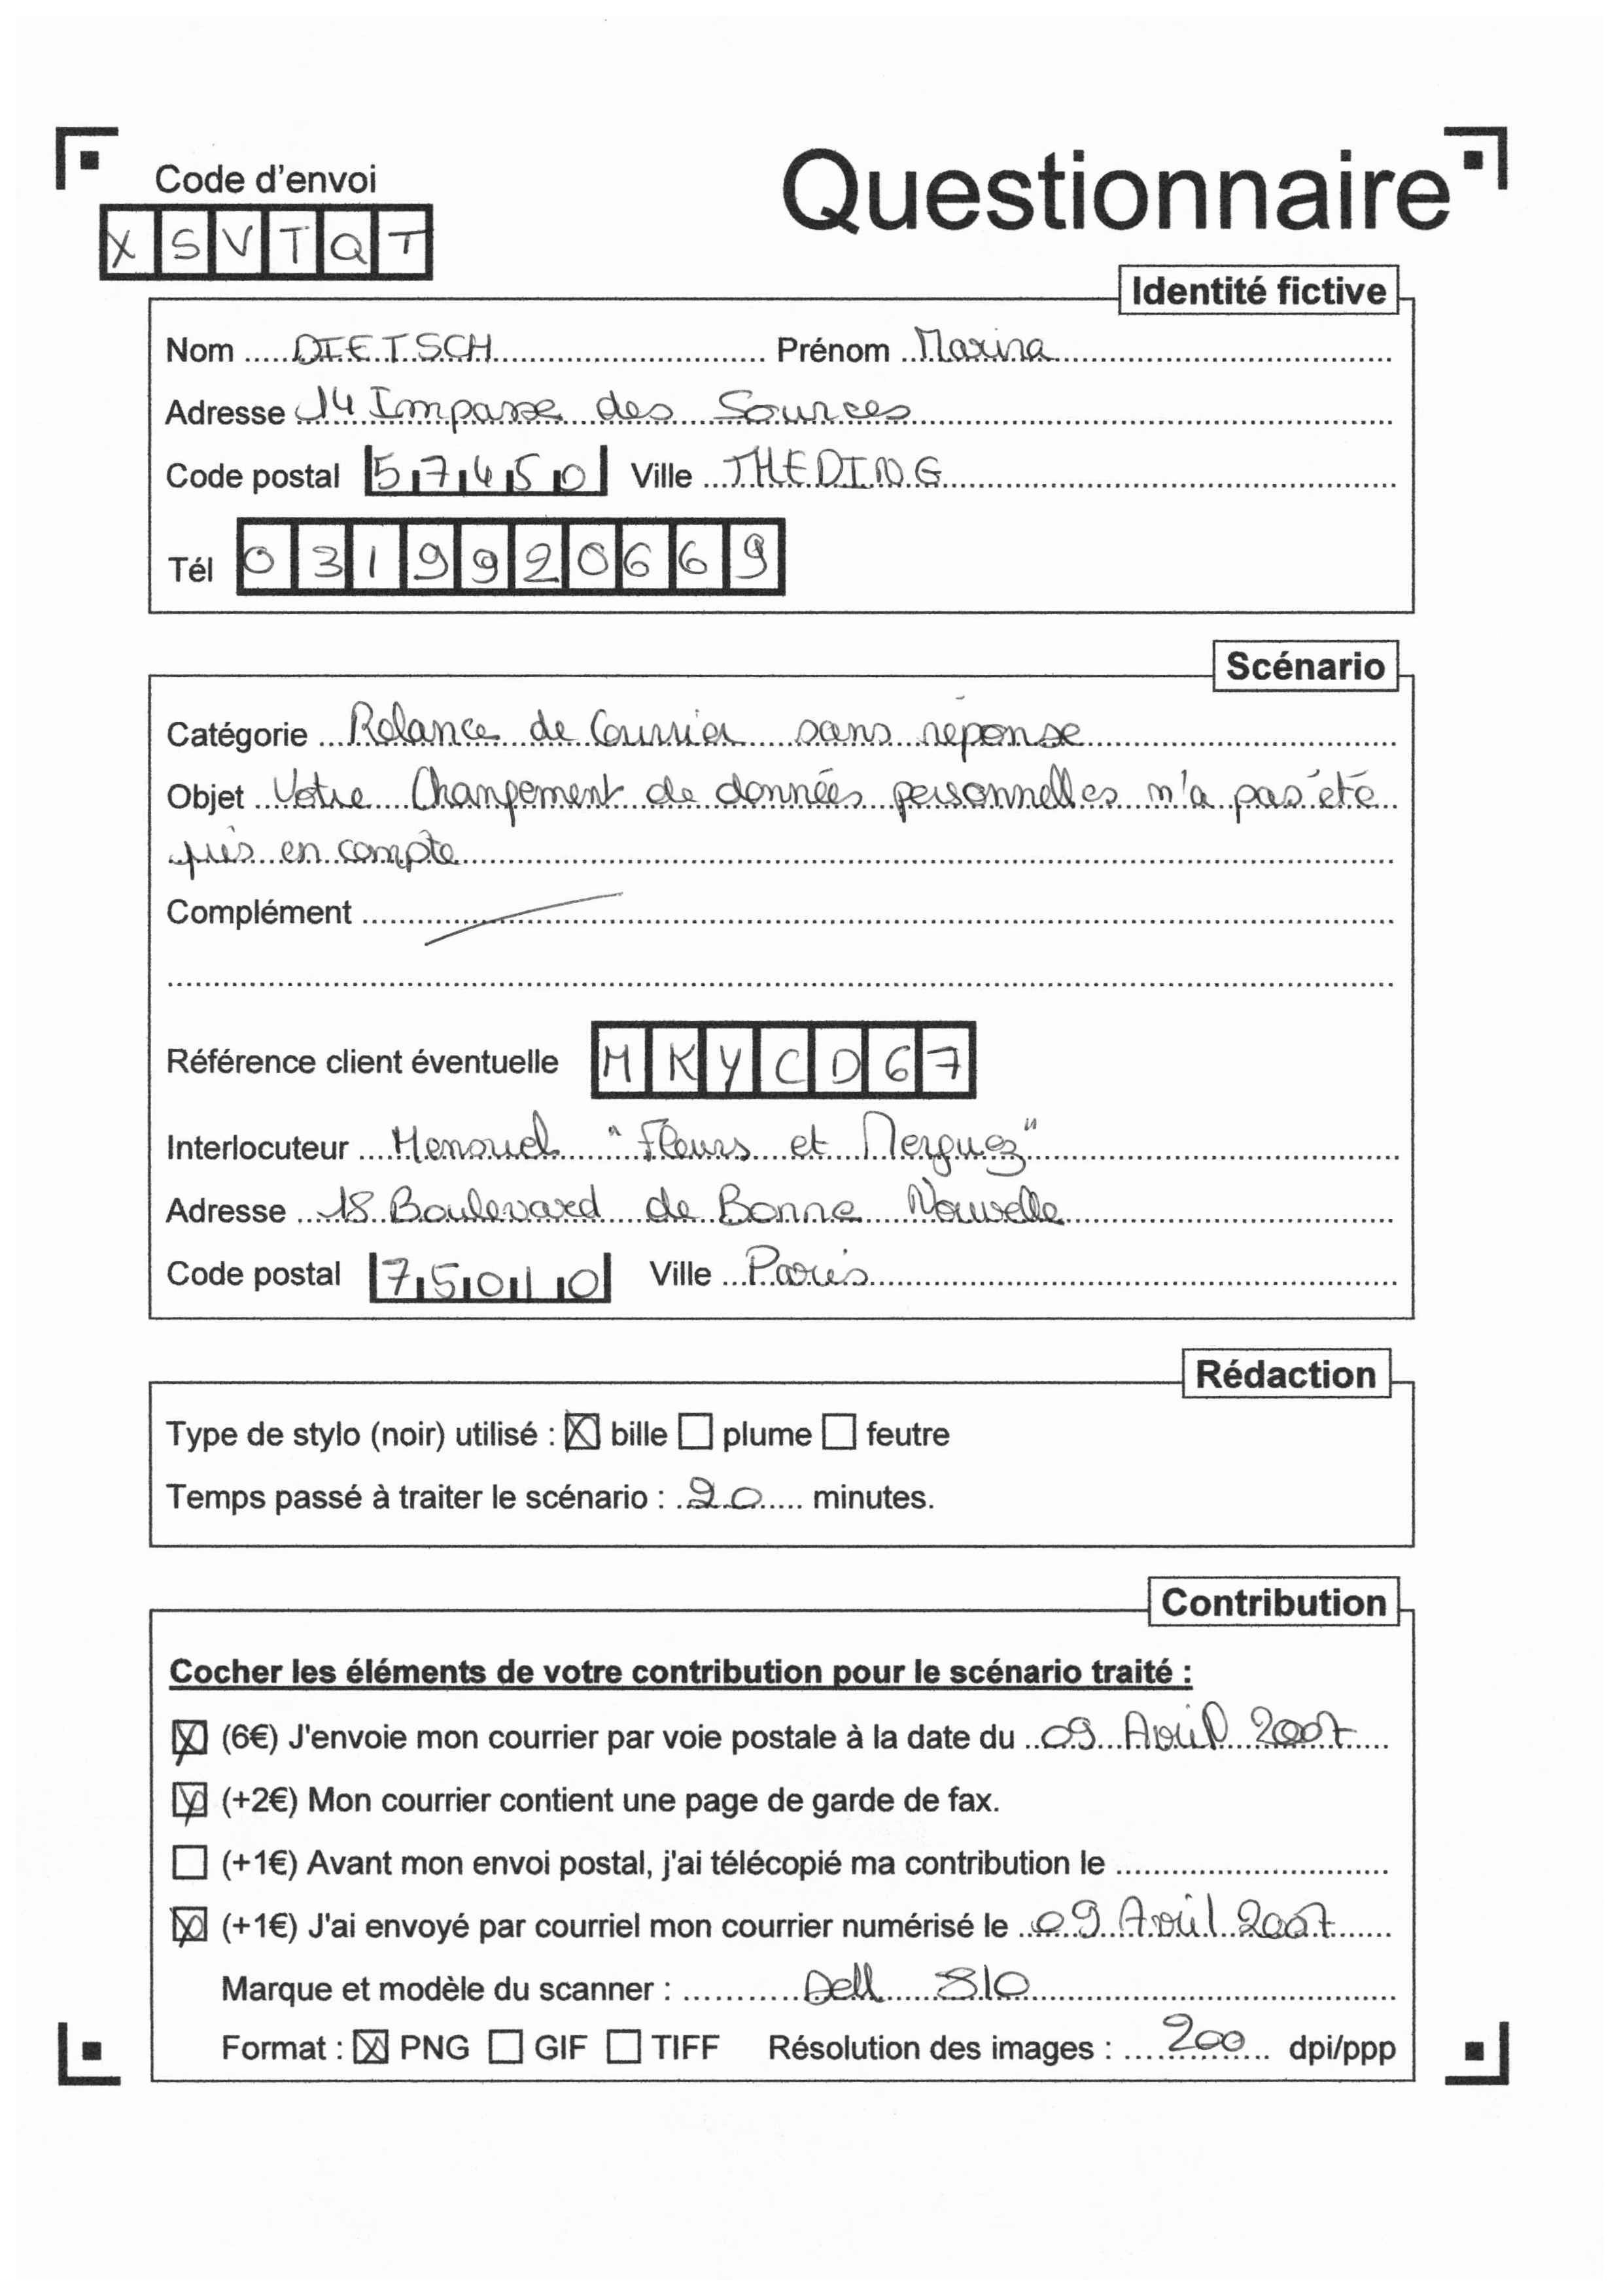 Questionnaire
Code d'envoi
XSVTQT
Identité fictive
Nom DIETSCH Prénom Marina
Adresse 14 Impasse des Sources
Code postal 57450 Ville THEDING
Tél 0319920669
Scénario
Catégorie Relance de Courrier sans réponse
Objet Votre Changement de données personnelles n'a pas été
pris en compte
Complément
Référence client éventuelle MKYCD67
Interlocuteur Mensuel "Fleurs et Merguez"
Adresse 18 Boulevard de Bonne Nouvelle
Code postal 75010 Ville Paris
Rédaction
Type de stylo (noir) utilisé : bille plume feutre
Temps passé à traiter le scénario : 20 minutes.
Contribution
Cocher les éléments de votre contribution pour le scénario traité :
(6€) J'envoie mon courrier par voie postale à la date du 09 Avril 2007
(+2€) Mon courrier contient une page de garde de fax.
(+1€) Avant mon envoi postal, j'ai télécopié ma contribution le
(+1€) J'ai envoyé par courriel mon courrier numérisé le 09 Avril 2007
Marque et modèle du scanner : Dell 810
Format : PNG GIF TIFF Résolution des images : 200 dpi/ppp